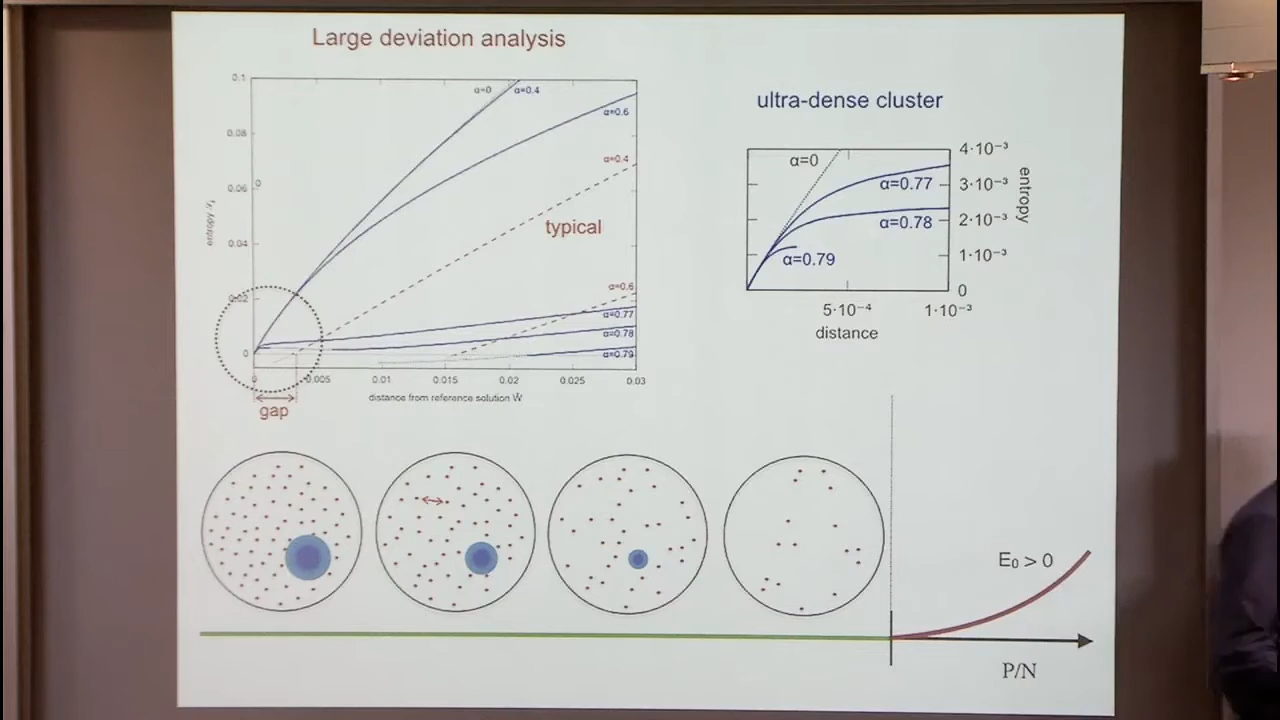 Large deviation analysis
0.1
0.08
0.06
0.04
0.02
0
0
α=0
α=0.4
α=0.6
α=0.4
typical
α=0.6
α=0.77
α=0.78
α=0.79
0
0.005
0.01
0.015
0.02
0.025
0.03
distance from reference solution W̃
gap
ultra-dense cluster
α=0
α=0.77
α=0.78
α=0.79
4·10⁻³
3·10⁻³
2·10⁻³
1·10⁻³
0
entropy
5·10⁻⁴
1·10⁻³
distance
E₀ > 0
P/N